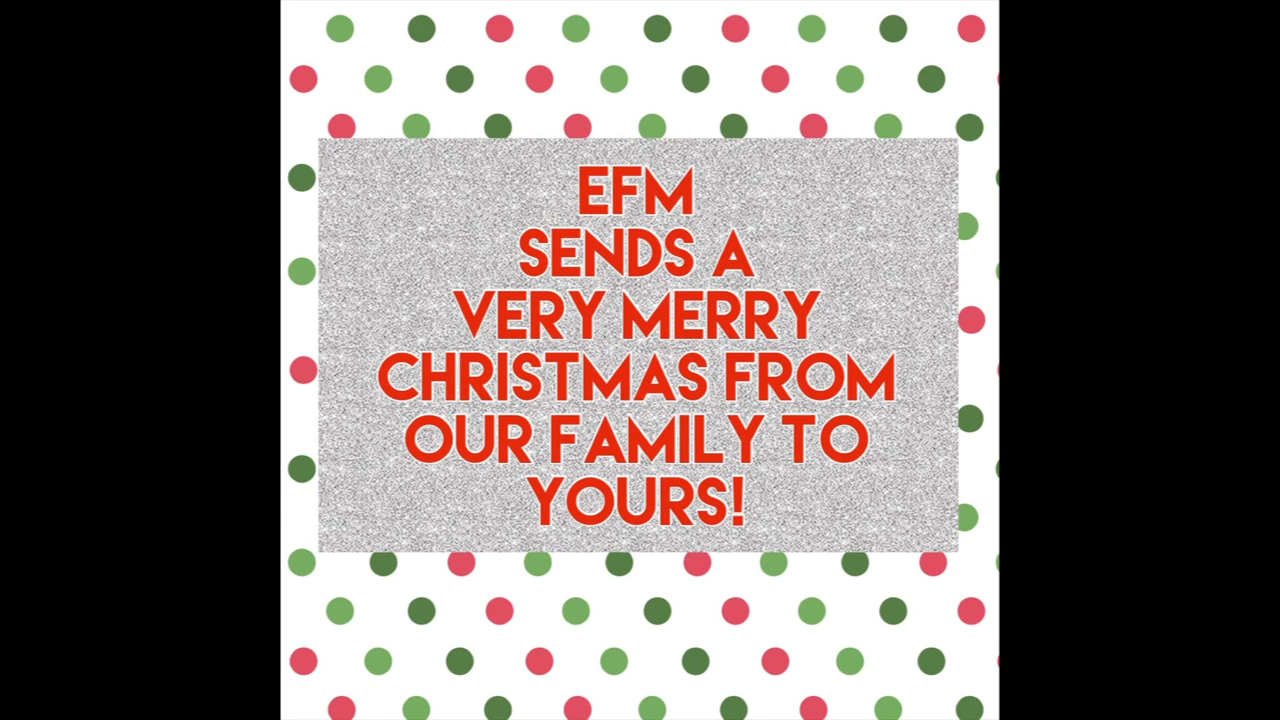 EFM
SENDS A
VERY MERRY
CHRISTMAS FROM
OUR FAMILY TO
YOURS!